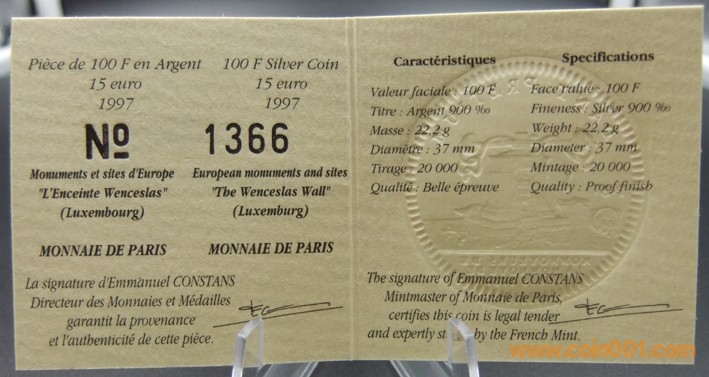 Pièce de 100 F en Argent
15 euro
1997
100 F Silver Coin
15 euro
1997
Nº 1366
Monuments et sites d'Europe
"L'Enceinte Wenceslas"
(Luxembourg)
European monuments and sites
"The Wenceslas Wall"
(Luxemburg)
MONNAIE DE PARIS
MONNAIE DE PARIS
La signature d'Emmanuel CONSTANS
Directeur des Monnaies et Médailles
garantit la provenance
et l'authenticité de cette pièce.
Caractéristiques
Valeur faciale : 100 F
Titre : Argent 900 ‰
Masse : 22,2 g
Diamètre : 37 mm
Tirage : 20 000
Qualité : Belle épreuve
Specifications
Face value : 100 F
Fineness : Silver 900 ‰
Weight : 22,2 g
Diameter : 37 mm
Mintage : 20 000
Quality : Proof finish
The signature of Emmanuel CONSTANS
Mintmaster of Monnaie de Paris,
certifies this coin is legal tender
and expertly by the French Mint.
www.coin001.com